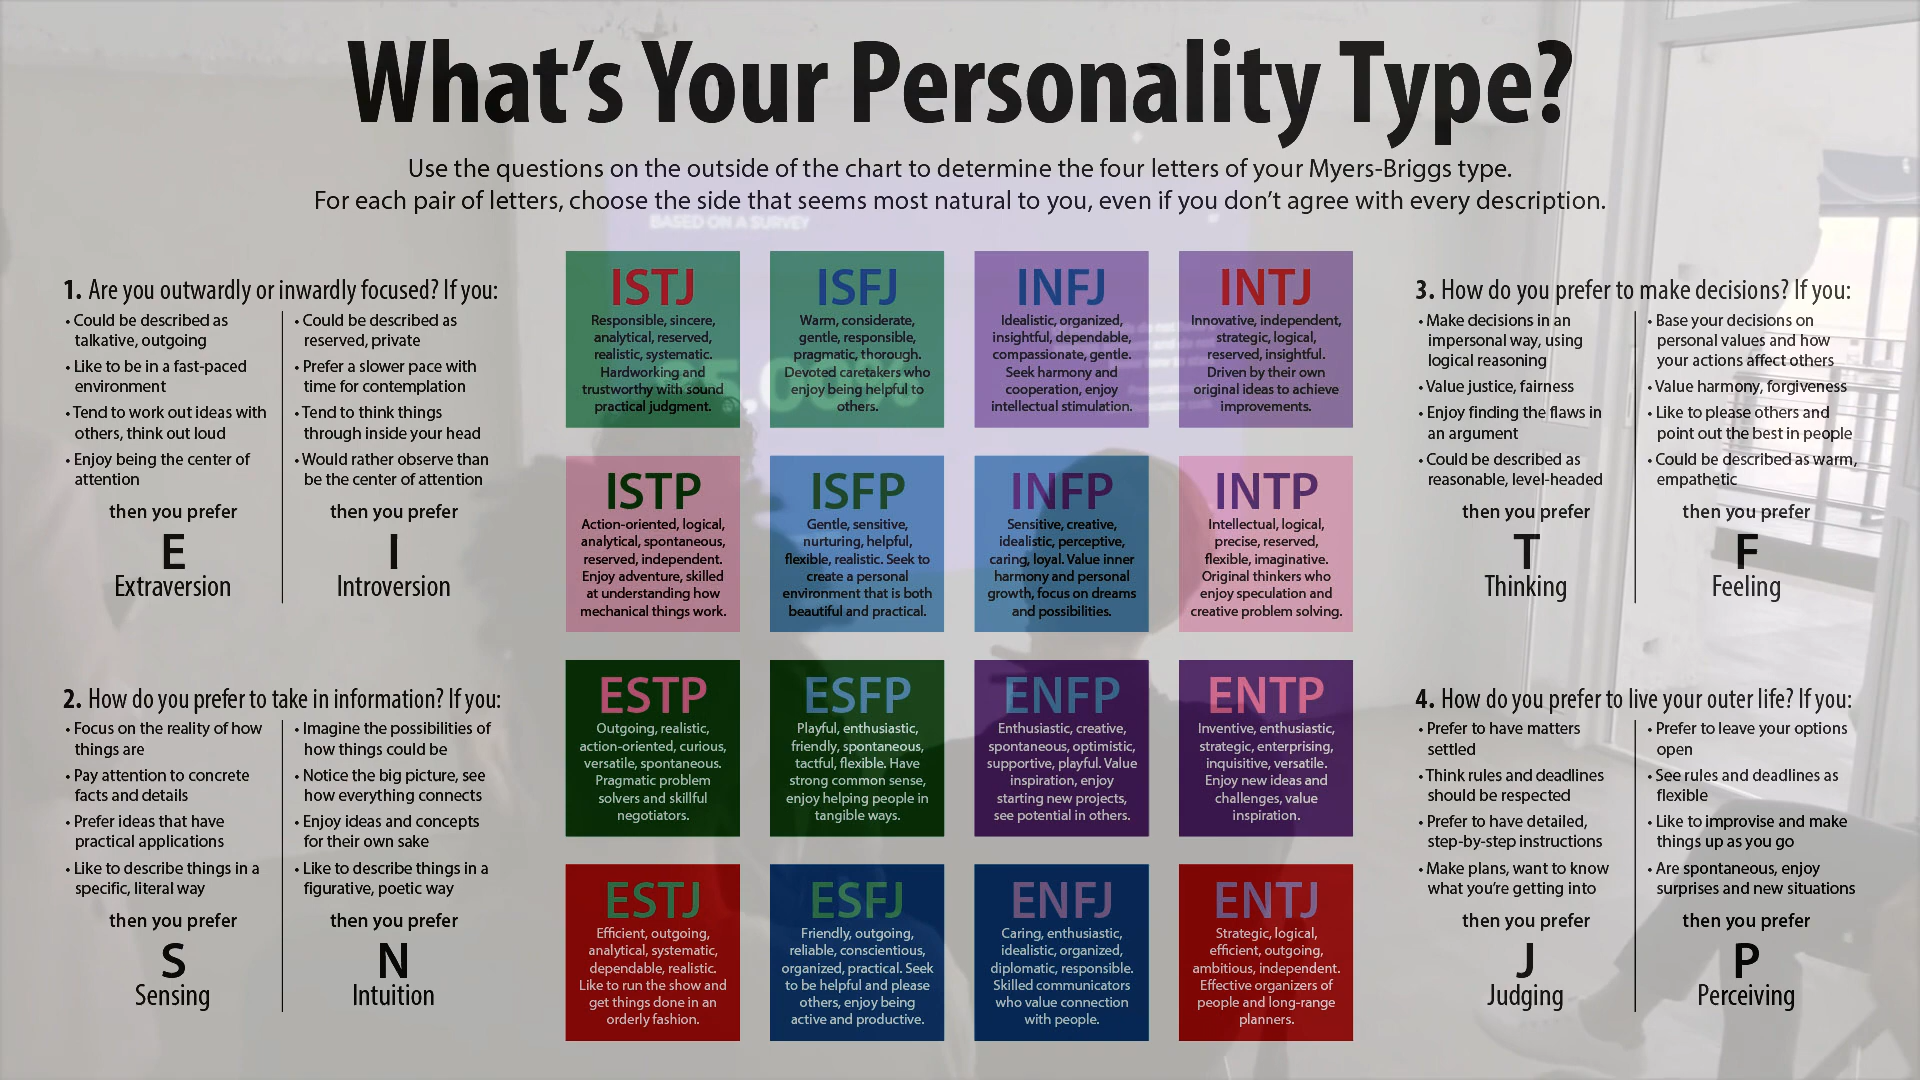 What's Your Personality Type?
Use the questions on the outside of the chart to determine the four letters of your Myers-Briggs type.
For each pair of letters, choose the side that seems most natural to you, even if you don't agree with every description.
BASED ON A SURVEY
1. Are you outwardly or inwardly focused? If you:
• Could be described as
talkative, outgoing
• Like to be in a fast-paced
environment
• Tend to work out ideas with
others, think out loud
• Enjoy being the center of
attention
then you prefer
E
Extraversion
• Could be described as
reserved, private
• Prefer a slower pace with
time for contemplation
• Tend to think things
through inside your head
• Would rather observe than
be the center of attention
then you prefer
I
Introversion
2. How do you prefer to take in information? If you:
• Focus on the reality of how
things are
• Pay attention to concrete
facts and details
• Prefer ideas that have
practical applications
• Like to describe things in a
specific, literal way
then you prefer
S
Sensing
• Imagine the possibilities of
how things could be
• Notice the big picture, see
how everything connects
• Enjoy ideas and concepts
for their own sake
• Like to describe things in a
figurative, poetic way
then you prefer
N
Intuition
ISTJ
Responsible, sincere,
analytical, reserved,
realistic, systematic.
Hardworking and
trustworthy with sound
practical judgment.
ISFJ
Warm, considerate,
gentle, responsible,
pragmatic, thorough.
Devoted caretakers who
enjoy being helpful to
others.
INFJ
Idealistic, organized,
insightful, dependable,
compassionate, gentle.
Seek harmony and
cooperation, enjoy
intellectual stimulation.
INTJ
Innovative, independent,
strategic, logical,
reserved, insightful.
Driven by their own
original ideas to achieve
improvements.
ISTP
Action-oriented, logical,
analytical, spontaneous,
reserved, independent.
Enjoy adventure, skilled
at understanding how
mechanical things work.
ISFP
Gentle, sensitive,
nurturing, helpful,
flexible, realistic. Seek to
create a personal
environment that is both
beautiful and practical.
INFP
Sensitive, creative,
idealistic, perceptive,
caring, loyal. Value inner
harmony and personal
growth, focus on dreams
and possibilities.
INTP
Intellectual, logical,
precise, reserved,
flexible, imaginative.
Original thinkers who
enjoy speculation and
creative problem solving.
ESTP
Outgoing, realistic,
action-oriented, curious,
versatile, spontaneous.
Pragmatic problem
solvers and skillful
negotiators.
ESFP
Playful, enthusiastic,
friendly, spontaneous,
tactful, flexible. Have
strong common sense,
enjoy helping people in
tangible ways.
ENFP
Enthusiastic, creative,
spontaneous, optimistic,
supportive, playful. Value
inspiration, enjoy
starting new projects,
see potential in others.
ENTP
Inventive, enthusiastic,
strategic, enterprising,
inquisitive, versatile.
Enjoy new ideas and
challenges, value
inspiration.
ESTJ
Efficient, outgoing,
analytical, systematic,
dependable, realistic.
Like to run the show and
get things done in an
orderly fashion.
ESFJ
Friendly, outgoing,
reliable, conscientious,
organized, practical. Seek
to be helpful and please
others, enjoy being
active and productive.
ENFJ
Caring, enthusiastic,
idealistic, organized,
diplomatic, responsible.
Skilled communicators
who value connection
with people.
ENTJ
Strategic, logical,
efficient, outgoing,
ambitious, independent.
Effective organizers of
people and long-range
planners.
3. How do you prefer to make decisions? If you:
• Make decisions in an
impersonal way, using
logical reasoning
• Value justice, fairness
• Enjoy finding the flaws in
an argument
• Could be described as
reasonable, level-headed
then you prefer
T
Thinking
• Base your decisions on
personal values and how
your actions affect others
• Value harmony, forgiveness
• Like to please others and
point out the best in people
• Could be described as warm,
empathetic
then you prefer
F
Feeling
4. How do you prefer to live your outer life? If you:
• Prefer to have matters
settled
• Think rules and deadlines
should be respected
• Prefer to have detailed,
step-by-step instructions
• Make plans, want to know
what you're getting into
then you prefer
J
Judging
• Prefer to leave your options
open
• See rules and deadlines as
flexible
• Like to improvise and make
things up as you go
• Are spontaneous, enjoy
surprises and new situations
then you prefer
P
Perceiving